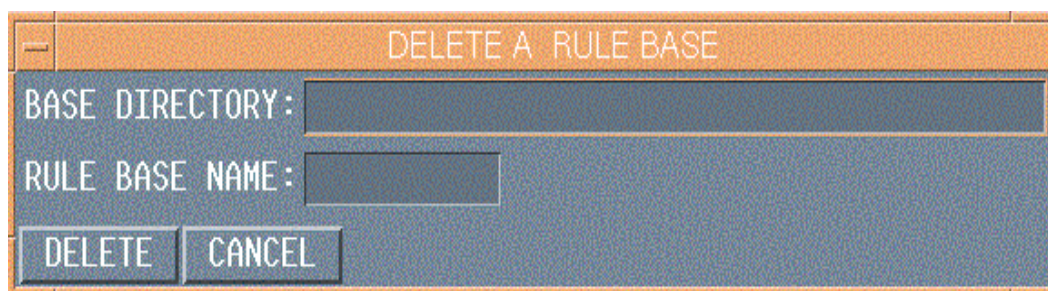 DELETE A RULE BASE
BASE DIRECTORY:
RULE BASE NAME:
DELETE CANCEL